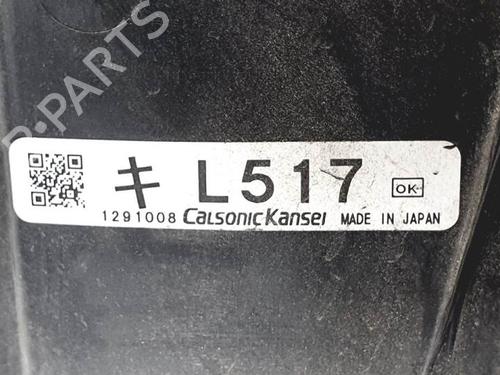 B-PARTS
キ L517 OK
1291008 CalsonicKansei MADE IN JAPAN